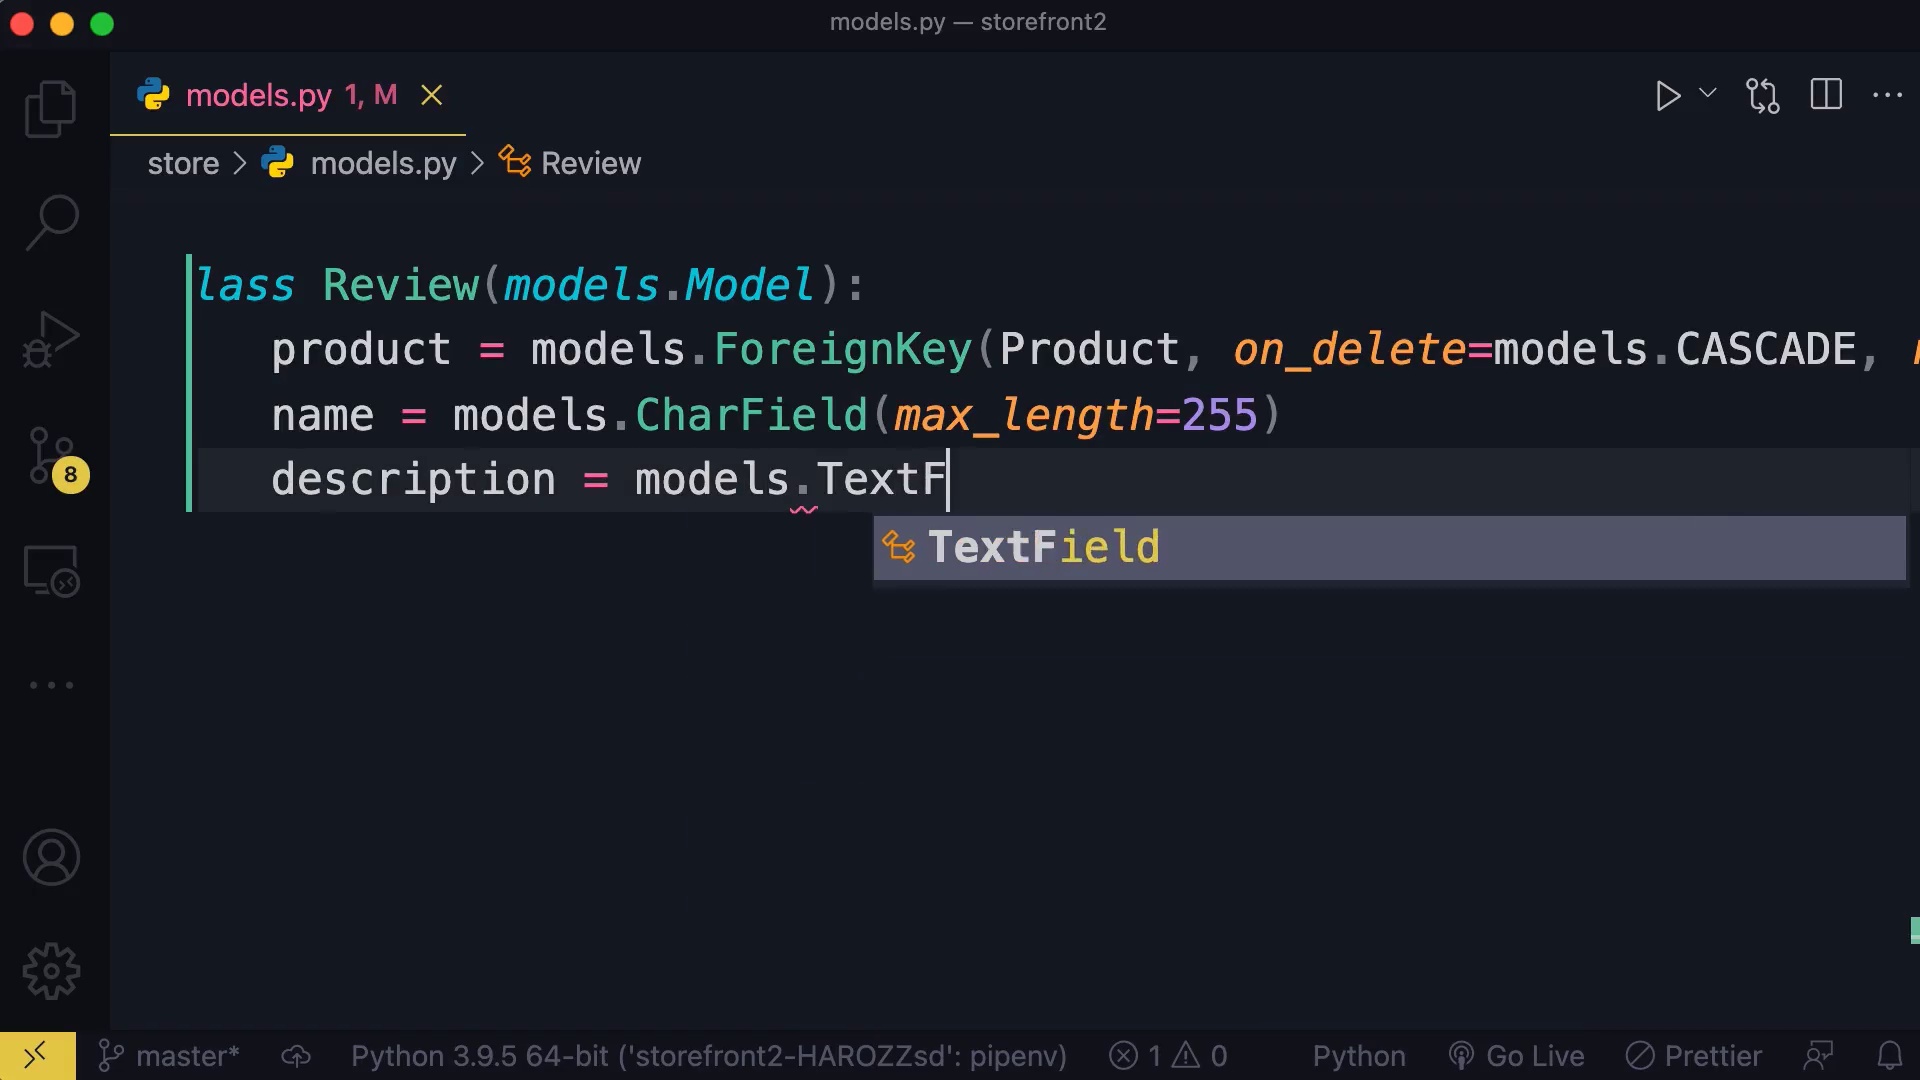 models.py — storefront2
models.py 1, M
store > models.py > Review
lass Review(models.Model):
product = models.ForeignKey(Product, on_delete=models.CASCADE,
name = models.CharField(max_length=255)
description = models.TextF
TextField
8
master* Python 3.9.5 64-bit ('storefront2-HAROZZsd': pipenv) 1 0 Python Go Live Prettier